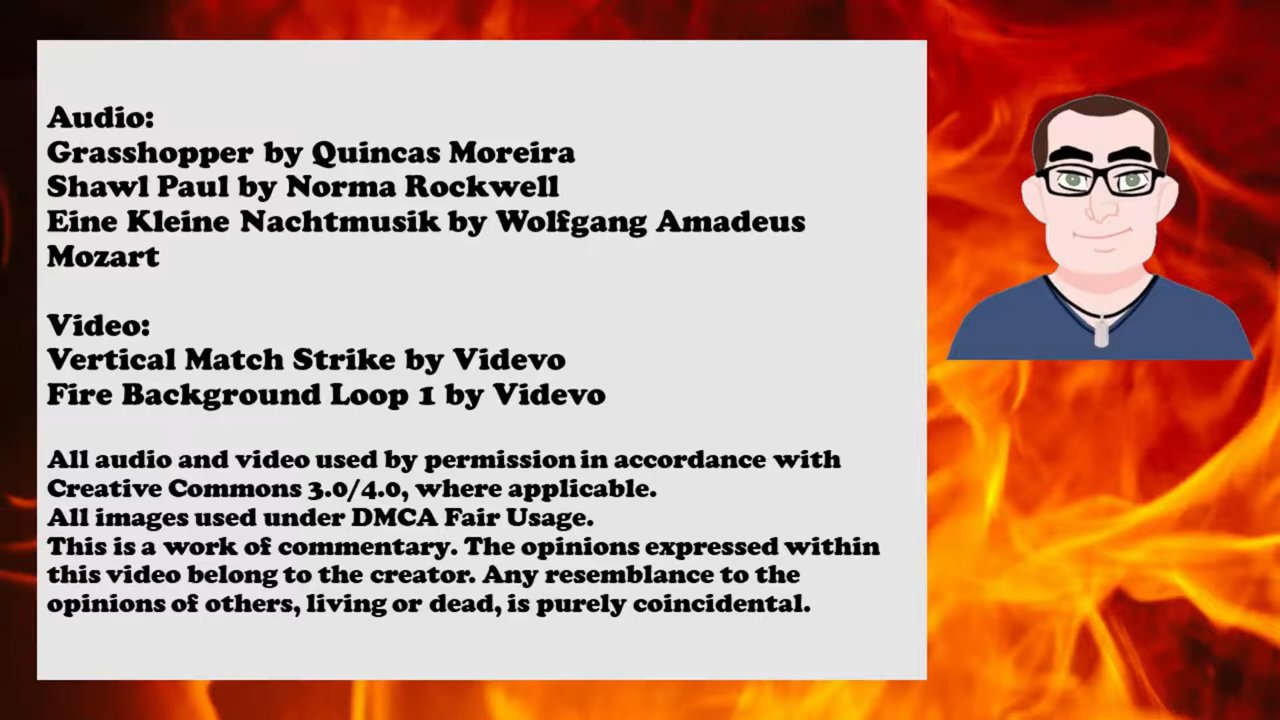 Audio:
Grasshopper by Quincas Moreira
Shawl Paul by Norma Rockwell
Eine Kleine Nachtmusik by Wolfgang Amadeus
Mozart
Video:
Vertical Match Strike by Videvo
Fire Background Loop 1 by Videvo
All audio and video used by permission in accordance with
Creative Commons 3.0/4.0, where applicable.
All images used under DMCA Fair Usage.
This is a work of commentary. The opinions expressed within
this video belong to the creator. Any resemblance to the
opinions of others, living or dead, is purely coincidental.